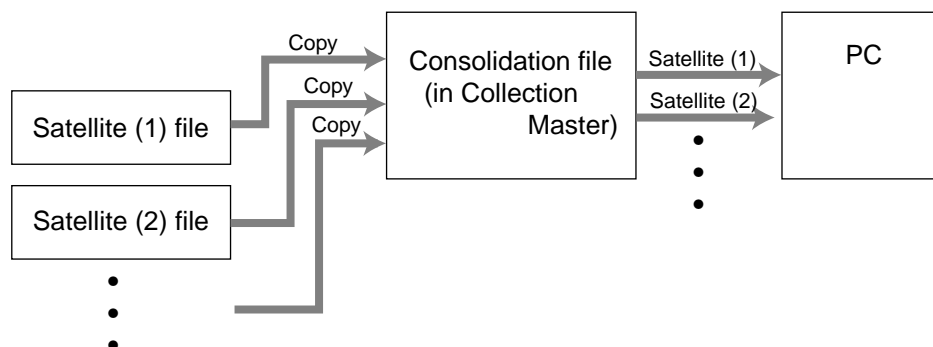 Copy
Copy
Copy
Satellite (1) file
Satellite (2) file
Consolidation file
(in Collection
Master)
Satellite (1)
Satellite (2)
PC